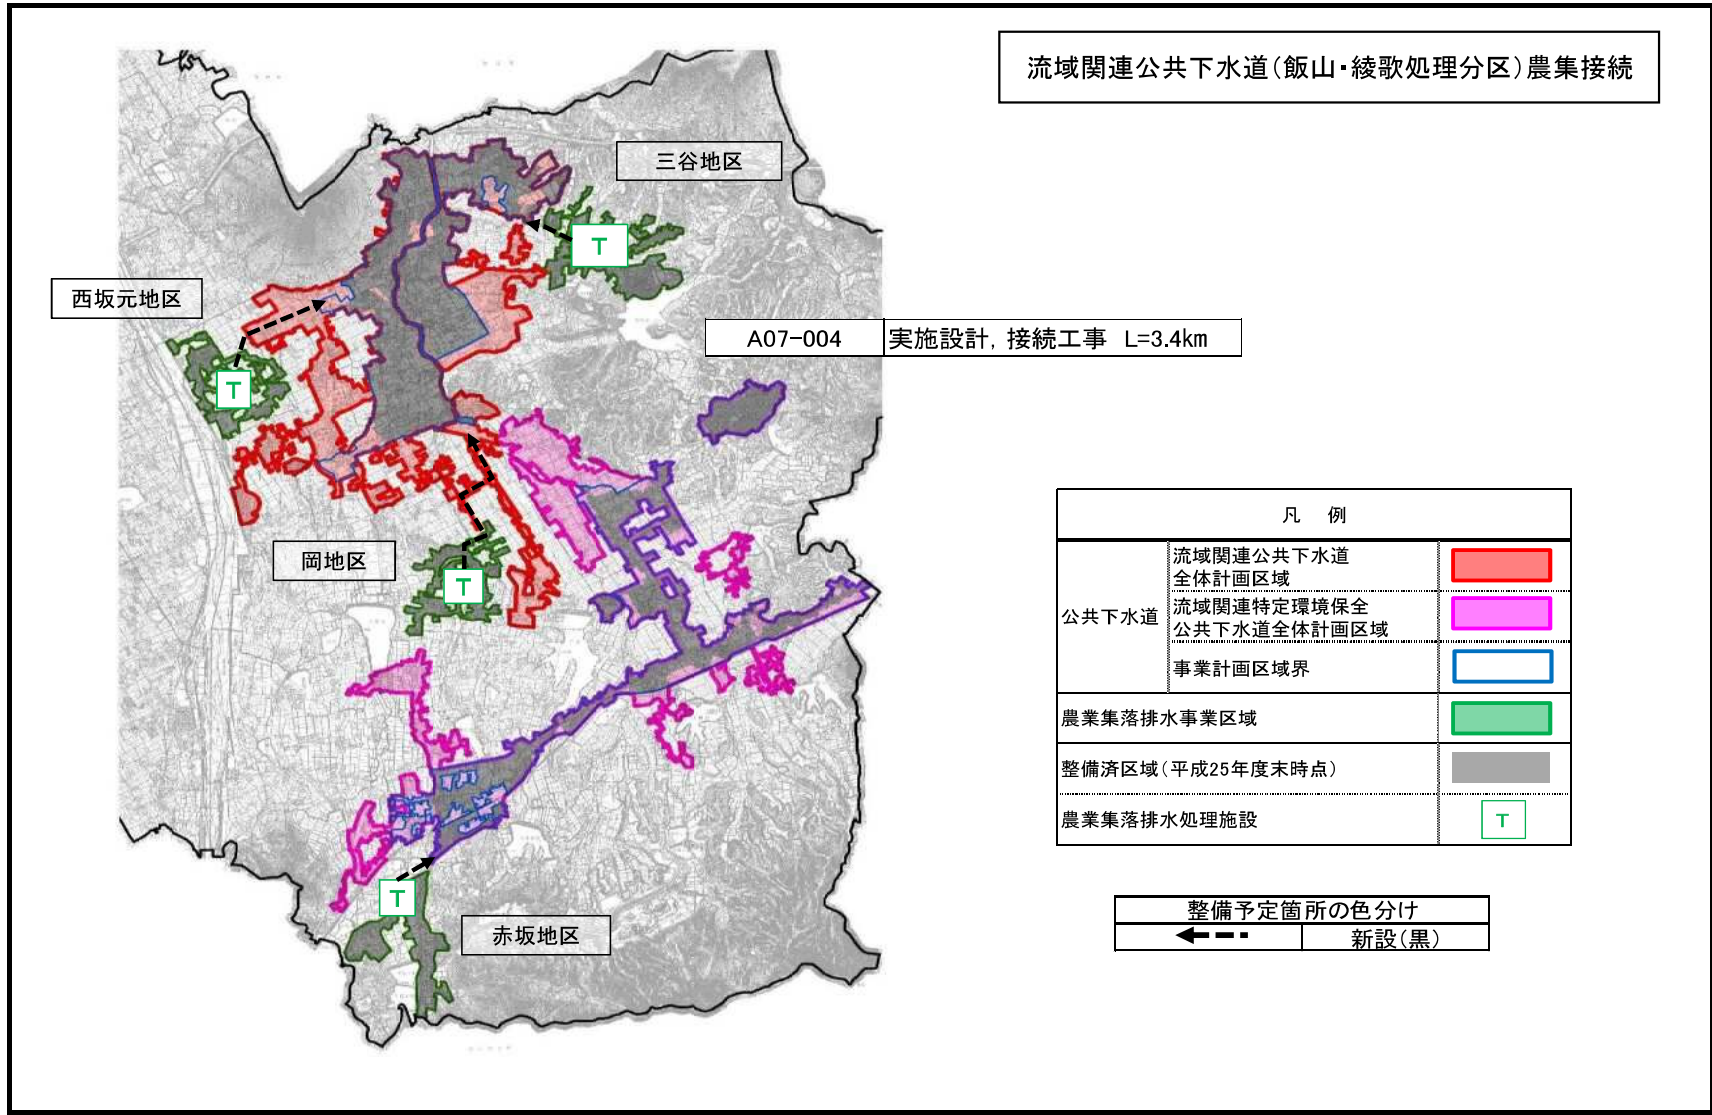 流域関連公共下水道（飯山・綾歌処理分区）農集接続
三谷地区
T
西坂元地区
A07-004 実施設計，接続工事 L=3.4km
T
岡地区
T
T
赤坂地区
凡 例
公共下水道
流域関連公共下水道
全体計画区域
流域関連特定環境保全
公共下水道全体計画区域
事業計画区域界
農業集落排水事業区域
整備済区域（平成25年度末時点）
農業集落排水処理施設
T
整備予定箇所の色分け
新設（黒）